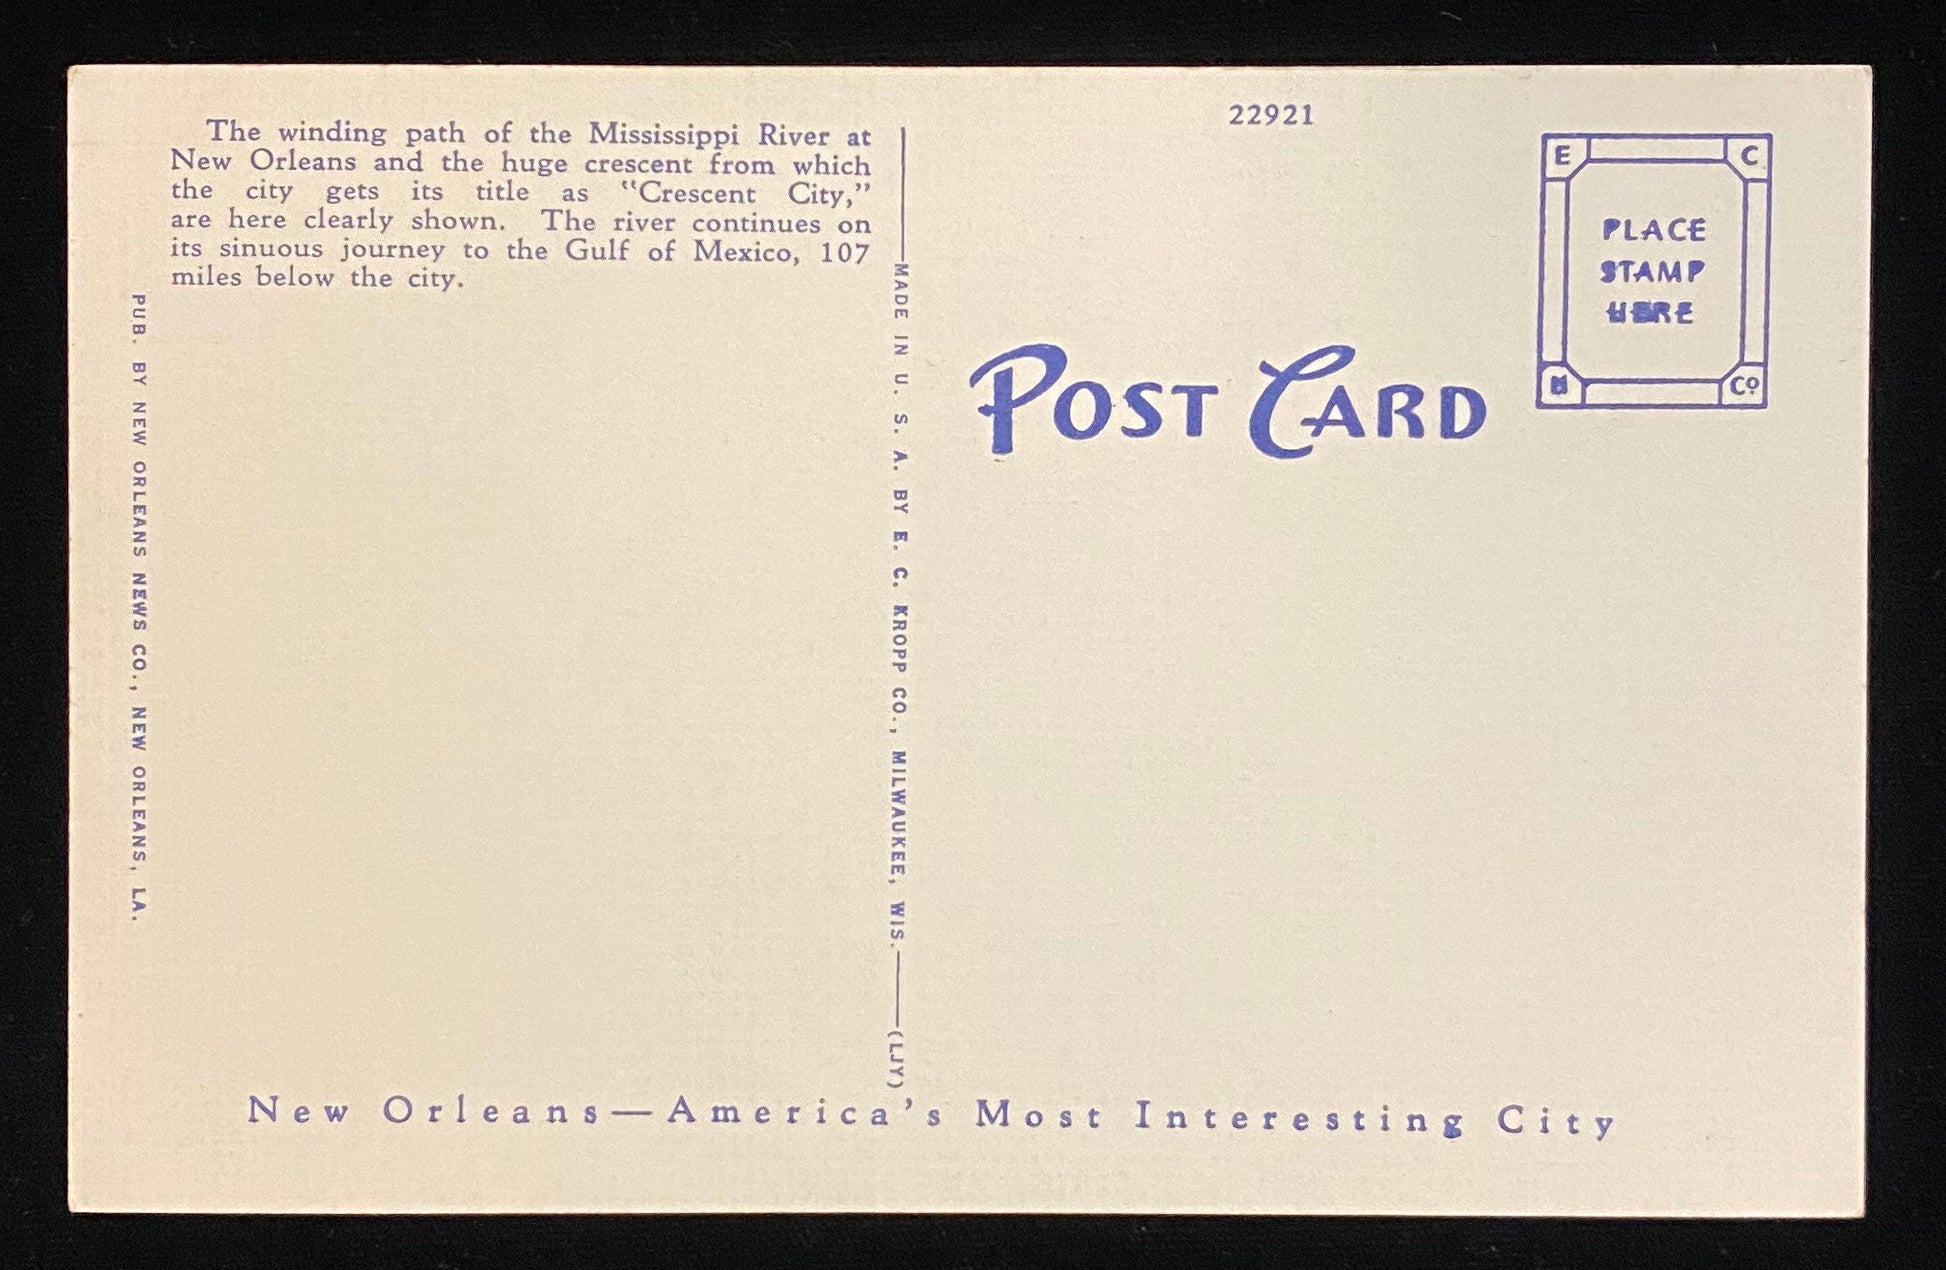 22921
The winding path of the Mississippi River at
New Orleans and the huge crescent from which
the city gets its title as "Crescent City,"
are here clearly shown. The river continues on
its sinuous journey to the Gulf of Mexico, 107
miles below the city.
PUB. BY NEW ORLEANS NEWS CO., NEW ORLEANS, LA.
MADE IN U. S. A. BY E. C. KROPP CO., MILWAUKEE, WIS.
(LJY)
POST CARD
E C
PLACE
STAMP
HERE
Co.
New Orleans—America's Most Interesting City